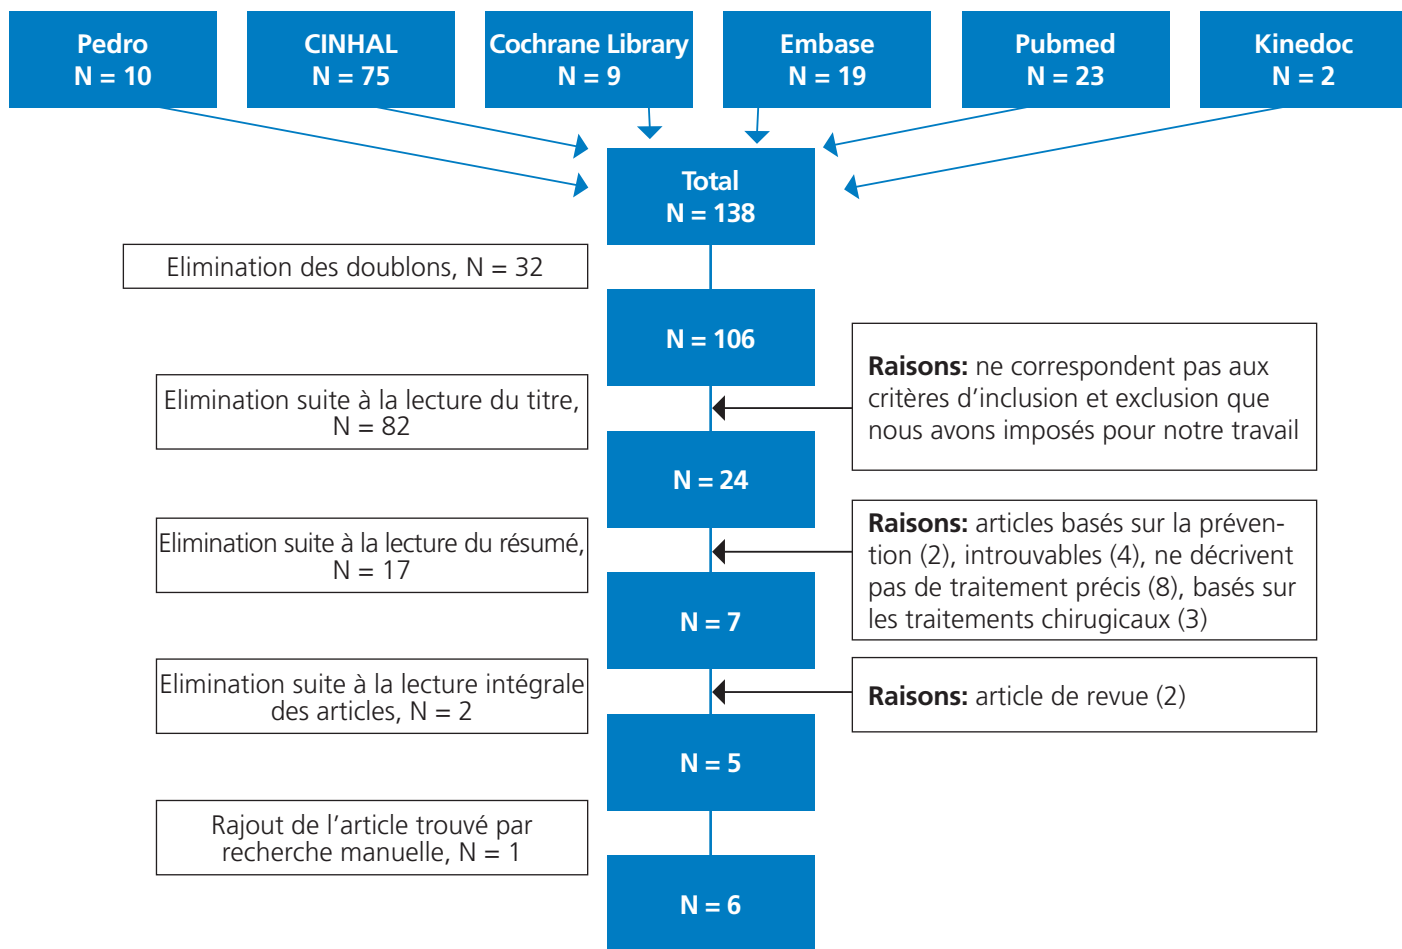 Pedro
N = 10
CINHAL
N = 75
Cochrane Library
N = 9
Embase
N = 19
Pubmed
N = 23
Kinedoc
N = 2
Total
N = 138
Elimination des doublons, N = 32
N = 106
Raisons: ne correspondent pas aux
critères d’inclusion et exclusion que
nous avons imposés pour notre travail
Elimination suite à la lecture du titre,
N = 82
N = 24
Raisons: articles basés sur la préven-
tion (2), introuvables (4), ne décrivent
pas de traitement précis (8), basés sur
les traitements chirugicaux (3)
Elimination suite à la lecture du résumé,
N = 17
N = 7
Elimination suite à la lecture intégrale
des articles, N = 2
Raisons: article de revue (2)
N = 5
Rajout de l’article trouvé par
recherche manuelle, N = 1
N = 6